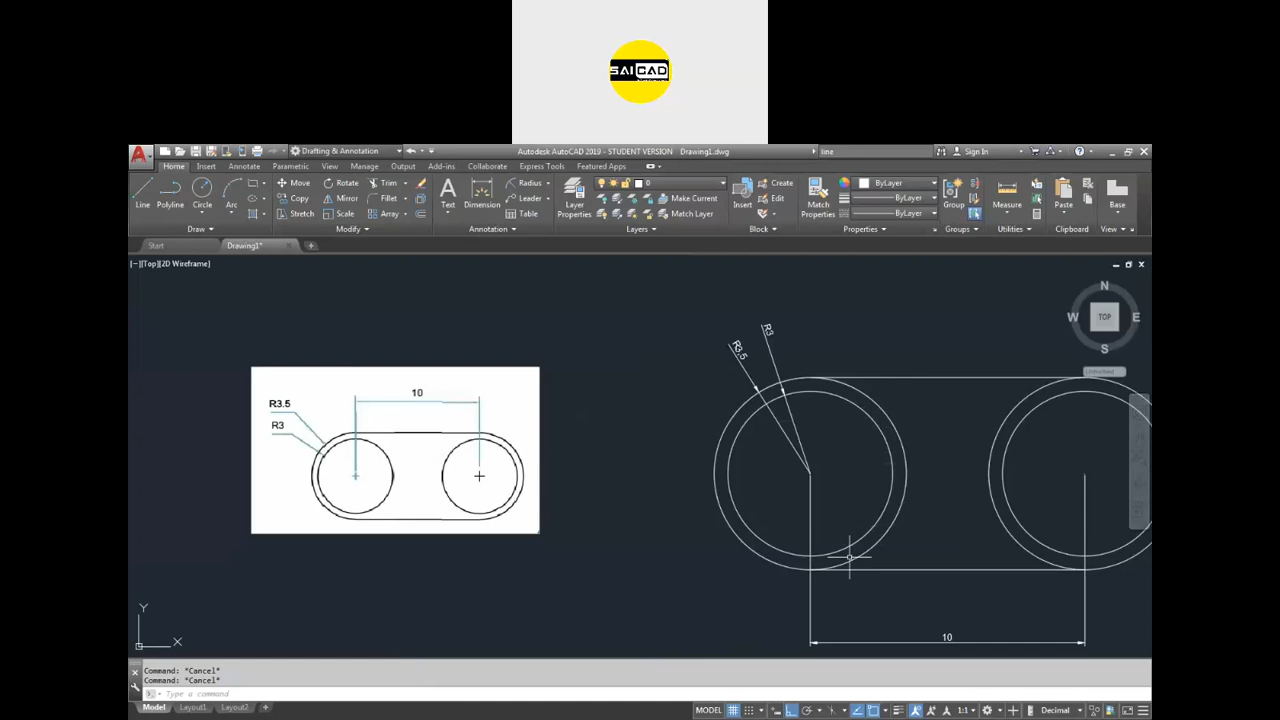 SAI CAD
Drafting & Annotation
Autodesk AutoCAD 2019 - STUDENT VERSION Drawing1.dwg
line
Sign In
Home Insert Annotate Parametric View Manage Output Add-ins Collaborate Express Tools Featured Apps
Line Polyline Circle Arc
Move Rotate Trim
Copy Mirror Fillet
Stretch Scale Array
Text Dimension
Radius
Leader
Table
Layer Properties
0
Make Current
Match Layer
Insert
Create
Edit
Match Properties
ByLayer
ByLayer
ByLayer
Group
Measure
Paste
Base
Draw Modify Annotation Layers Block Properties Groups Utilities Clipboard View
Start Drawing1*
[−][Top][2D Wireframe]
N
W TOP E
S
Unnamed
R3
R3.5
10
R3.5
R3
10
Y
X
Command: *Cancel*
Command: *Cancel*
Type a command
Model Layout1 Layout2
MODEL 1:1 Decimal